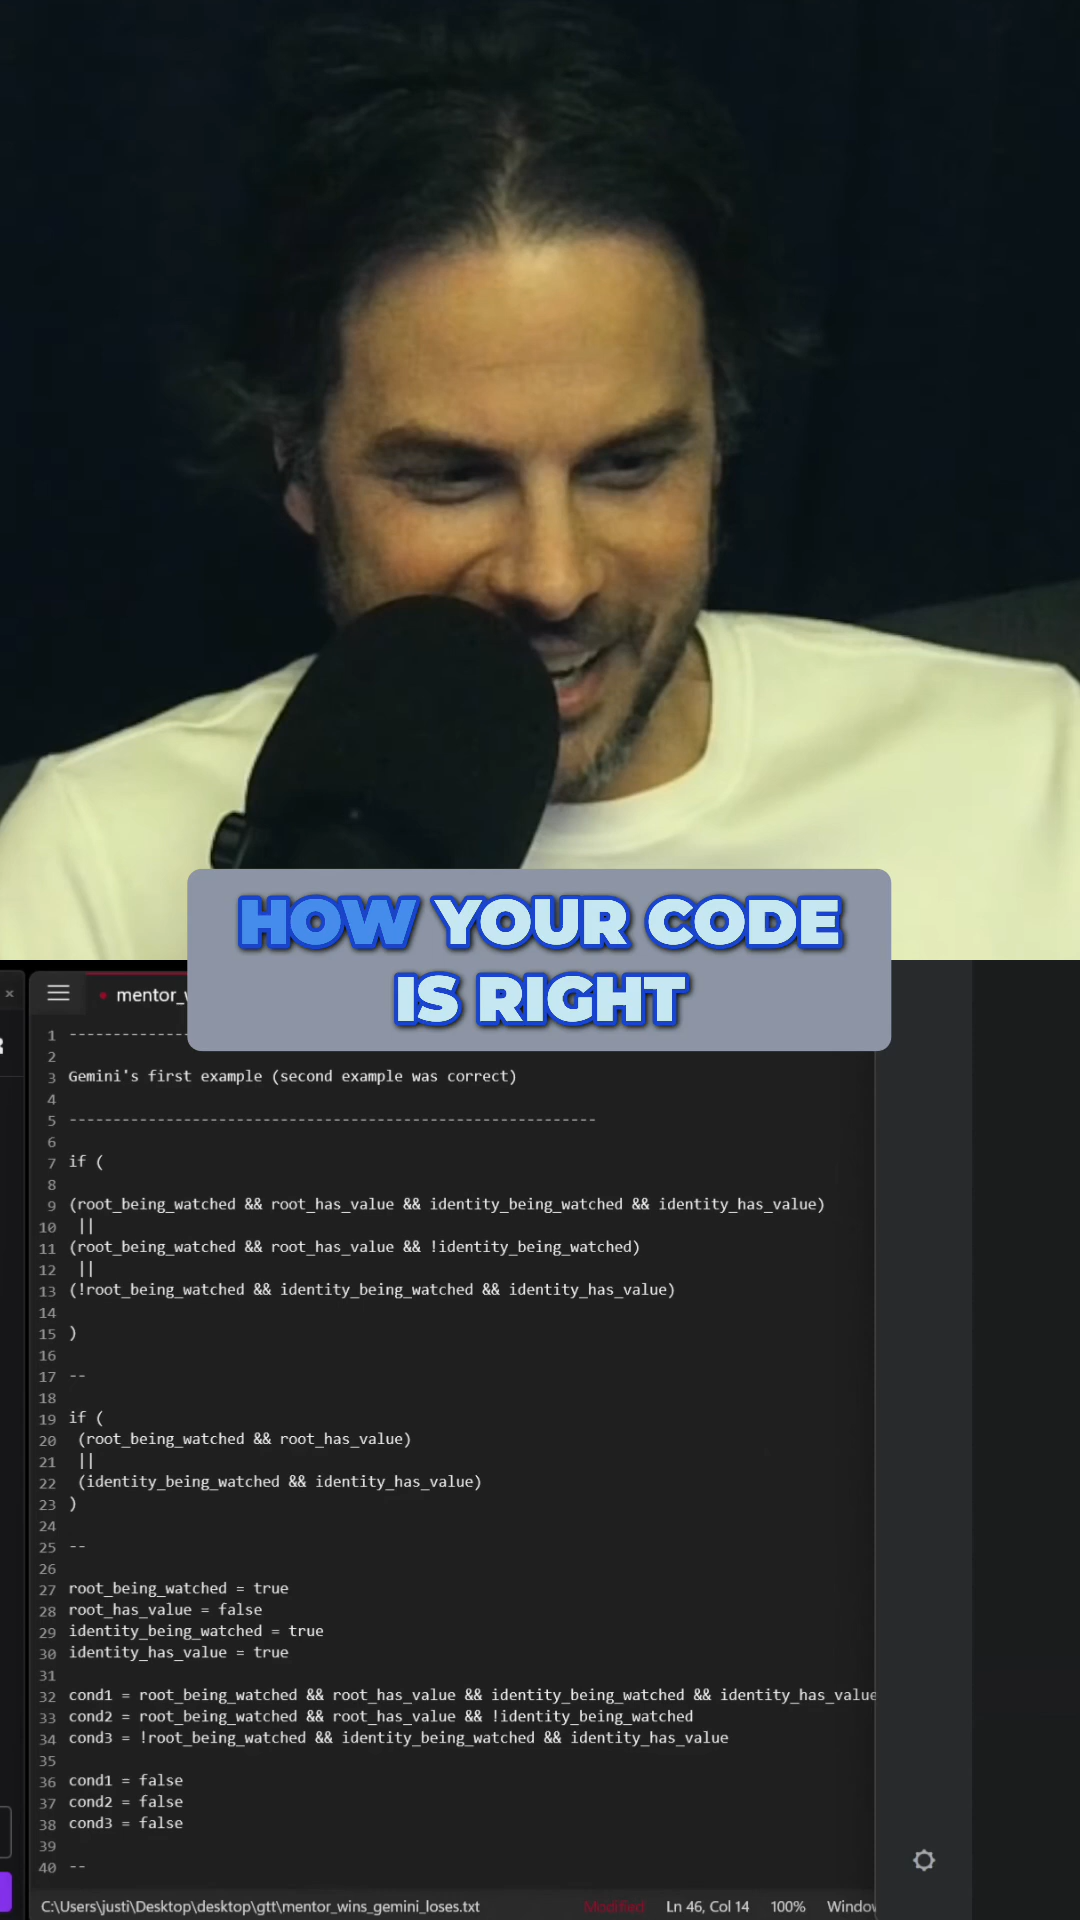 HOW YOUR CODE
IS RIGHT
1 ------------
2
3 Gemini's first example (second example was correct)
4
5 ------------------------------------------------------------
6
7 if (
8
9 (root_being_watched && root_has_value && identity_being_watched && identity_has_value)
10 ||
11 (root_being_watched && root_has_value && !identity_being_watched)
12 ||
13 (!root_being_watched && identity_being_watched && identity_has_value)
14
15 )
16
17 --
18
19 if (
20 (root_being_watched && root_has_value)
21 ||
22 (identity_being_watched && identity_has_value)
23 )
24
25 --
26
27 root_being_watched = true
28 root_has_value = false
29 identity_being_watched = true
30 identity_has_value = true
31
32 cond1 = root_being_watched && root_has_value && identity_being_watched && identity_has_value
33 cond2 = root_being_watched && root_has_value && !identity_being_watched
34 cond3 = !root_being_watched && identity_being_watched && identity_has_value
35
36 cond1 = false
37 cond2 = false
38 cond3 = false
39
40 --
C:\Users\justi\Desktop\desktop\gtt\mentor_wins_gemini_loses.txt Modified Ln 46, Col 14 100%